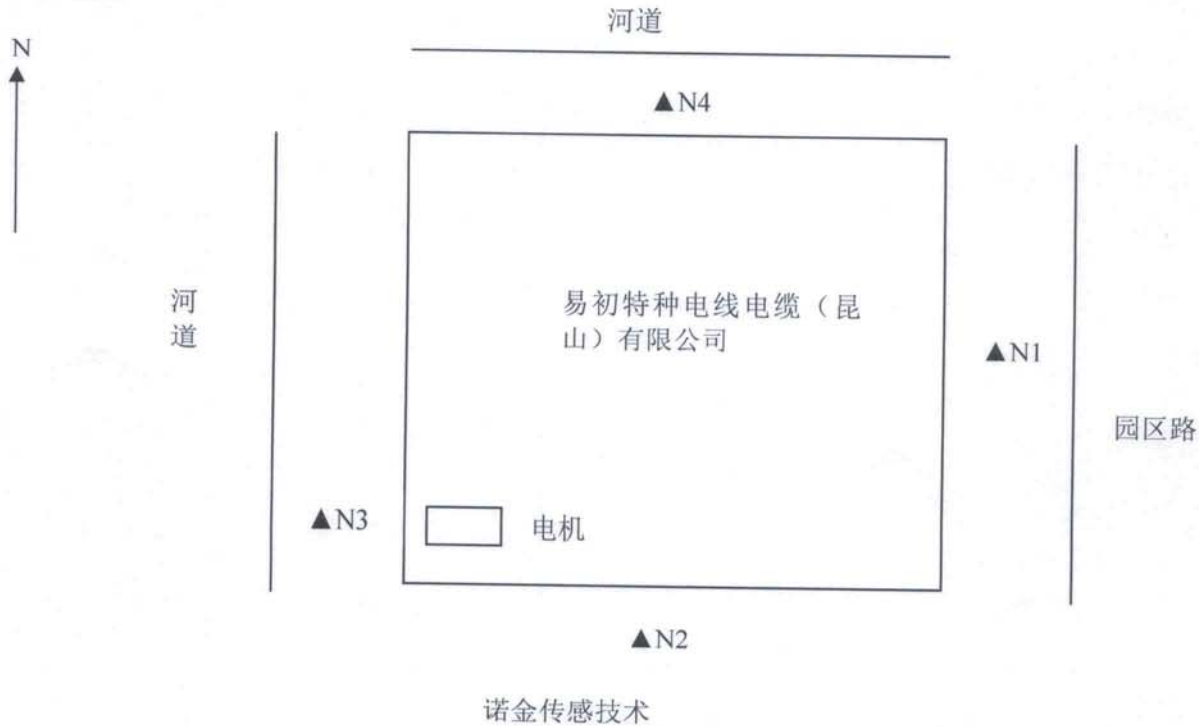 河道
N
▲N4
河
道
易初特种电线电缆（昆
山）有限公司
▲N1
园区路
▲N3
电机
▲N2
诺金传感技术